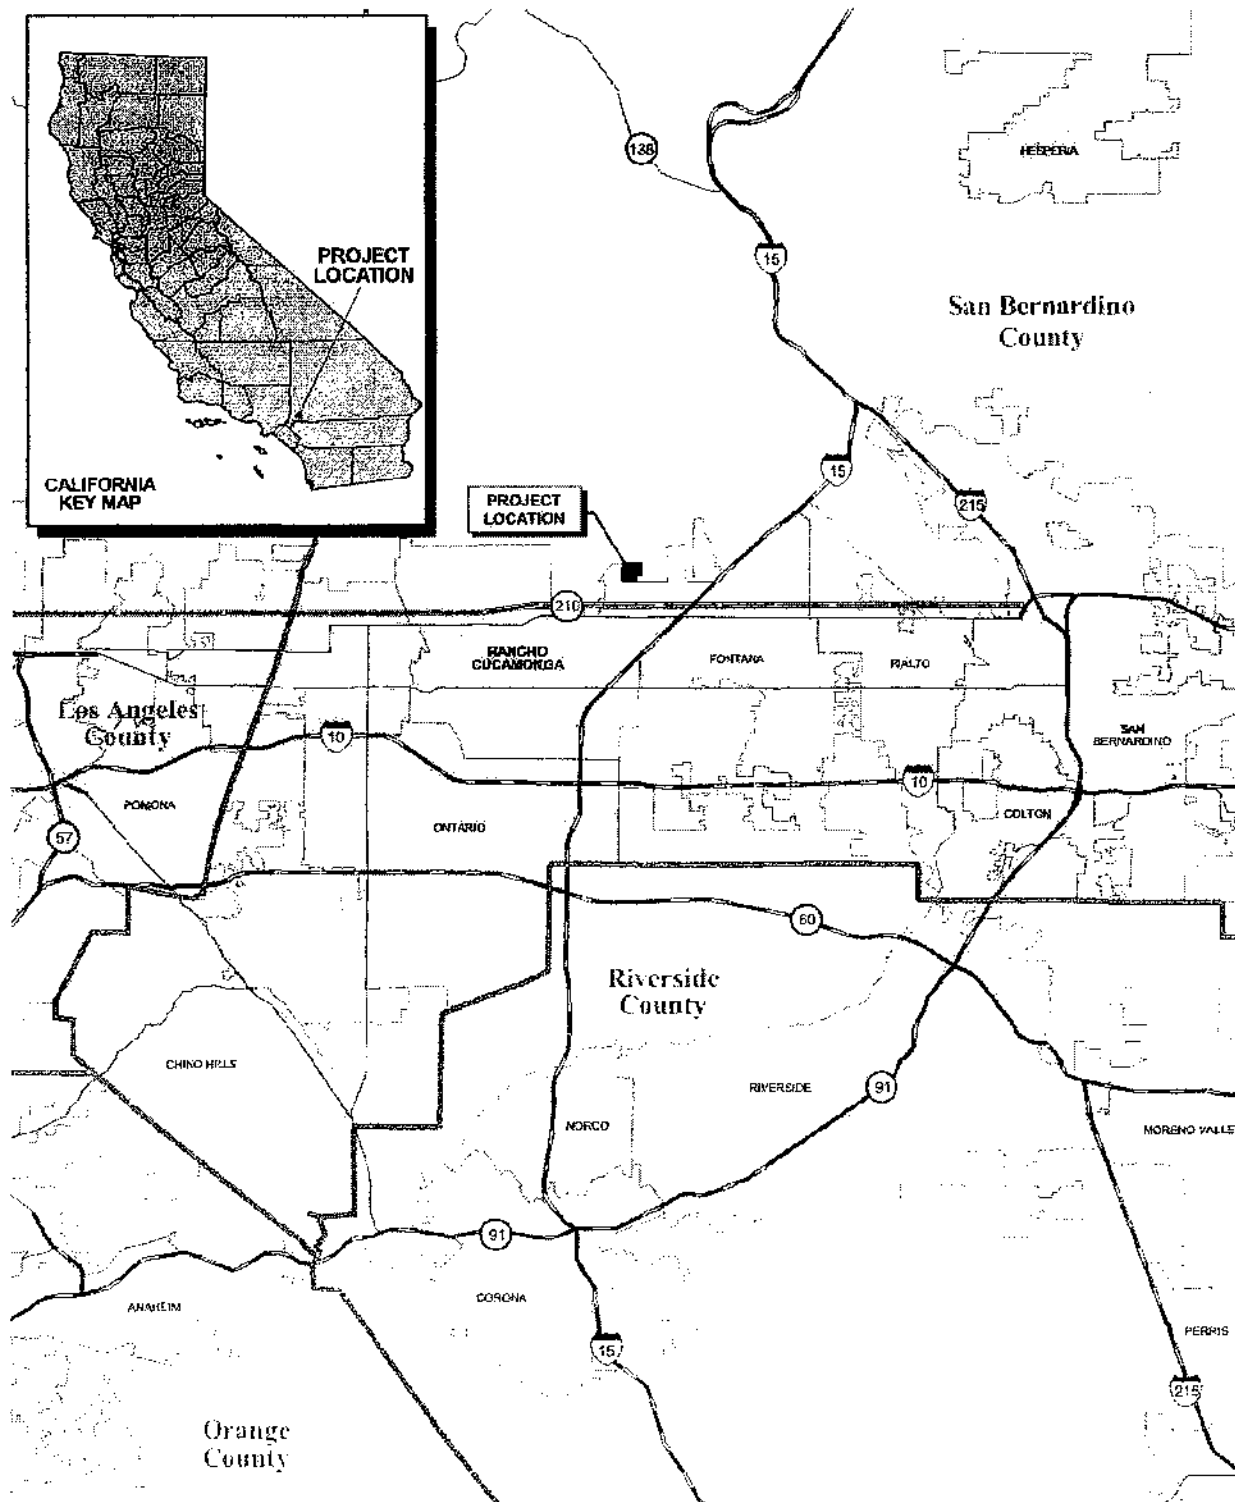 PROJECT
LOCATION
CALIFORNIA
KEY MAP
138
HESPERIA
15
San Bernardino
County
15
215
PROJECT
LOCATION
210
RANCHO
CUCAMONGA
FONTANA
RIALTO
Los Angeles
County
10
SAN
BERNARDINO
10
POMONA
ONTARIO
COLTON
57
60
Riverside
County
CHINO HILLS
RIVERSIDE
91
NORCO
MORENO VALLE
91
ANAHEIM
CORONA
15
PERRIS
215
Orange
County